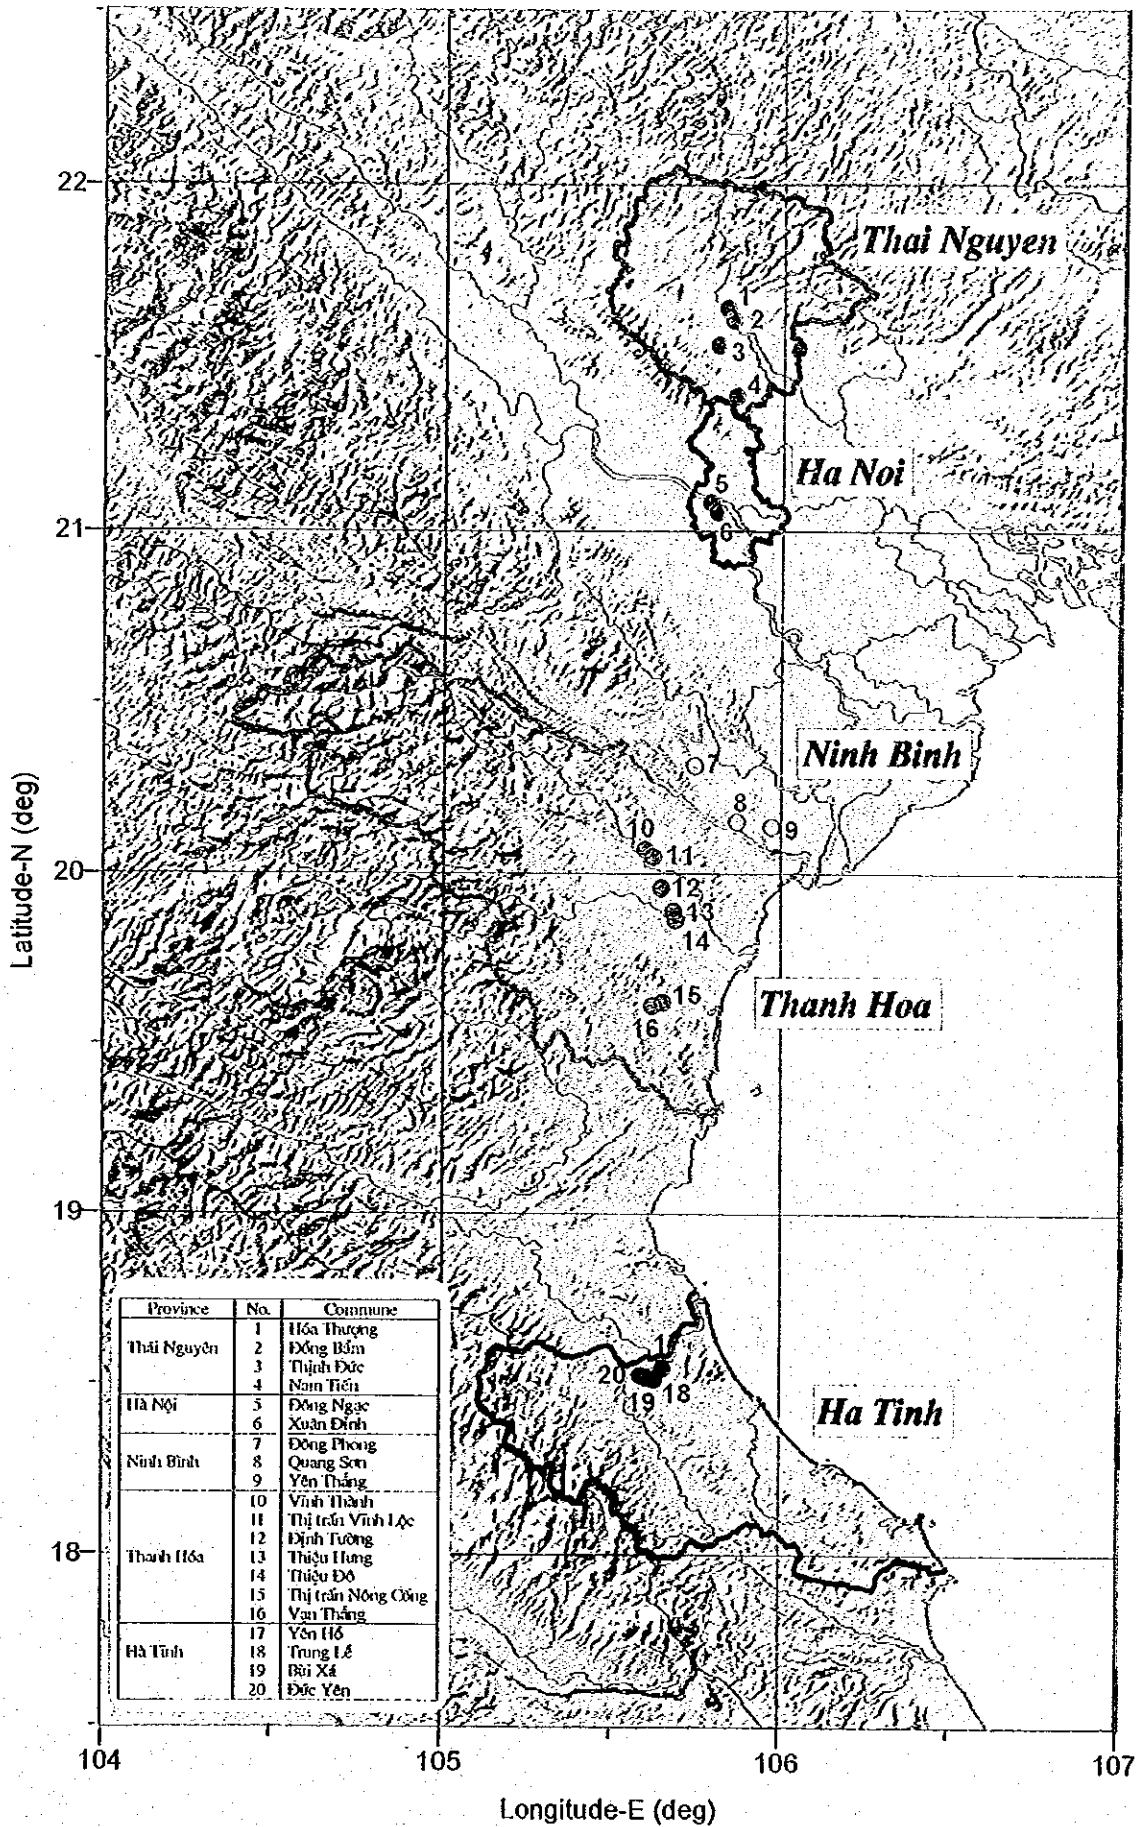 22
Thai Nguyen
1
2
3
4
Ha Noi
5
6
21
Ninh Binh
7
8
9
10
11
20
12
13
14
Thanh Hoa
15
16
19
Latitude-N (deg)
Province No. Commune
Thái Nguyên
1 Hóa Thượng
2 Đồng Bẩm
3 Thịnh Đức
4 Nam Tiến
Hà Nội
5 Đông Ngạc
6 Xuân Đỉnh
Ninh Bình
7 Đồng Phong
8 Quang Sơn
9 Yên Thắng
Thanh Hóa
10 Vĩnh Thành
11 Thị trấn Vĩnh Lộc
12 Định Tường
13 Thiệu Hưng
14 Thiệu Đô
15 Thị trấn Nông Cống
16 Vạn Thắng
Hà Tĩnh
17 Yên Hồ
18 Trung Lễ
19 Bùi Xá
20 Đức Yên
1
20
19
18
Ha Tinh
18
104
105
106
107
Longitude-E (deg)